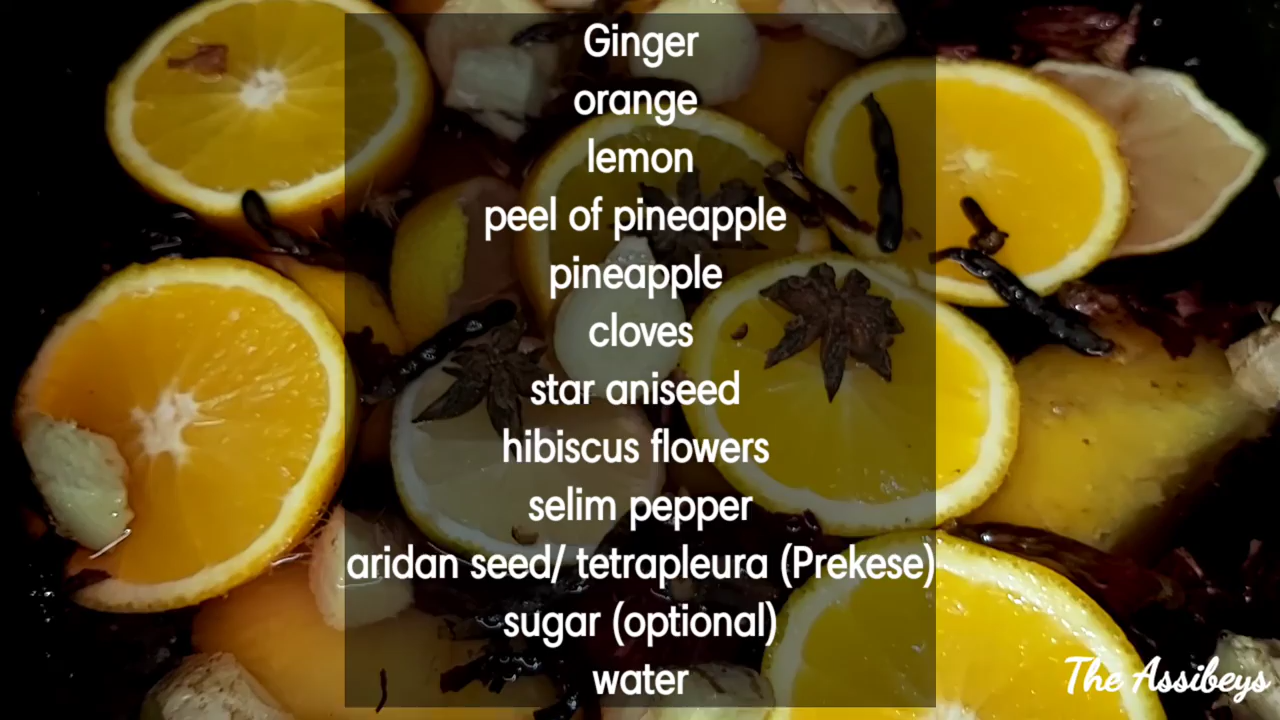 Ginger
orange
lemon
peel of pineapple
pineapple
cloves
star aniseed
hibiscus flowers
selim pepper
aridan seed/ tetrapleura (Prekese)
sugar (optional)
water
The Assibeys